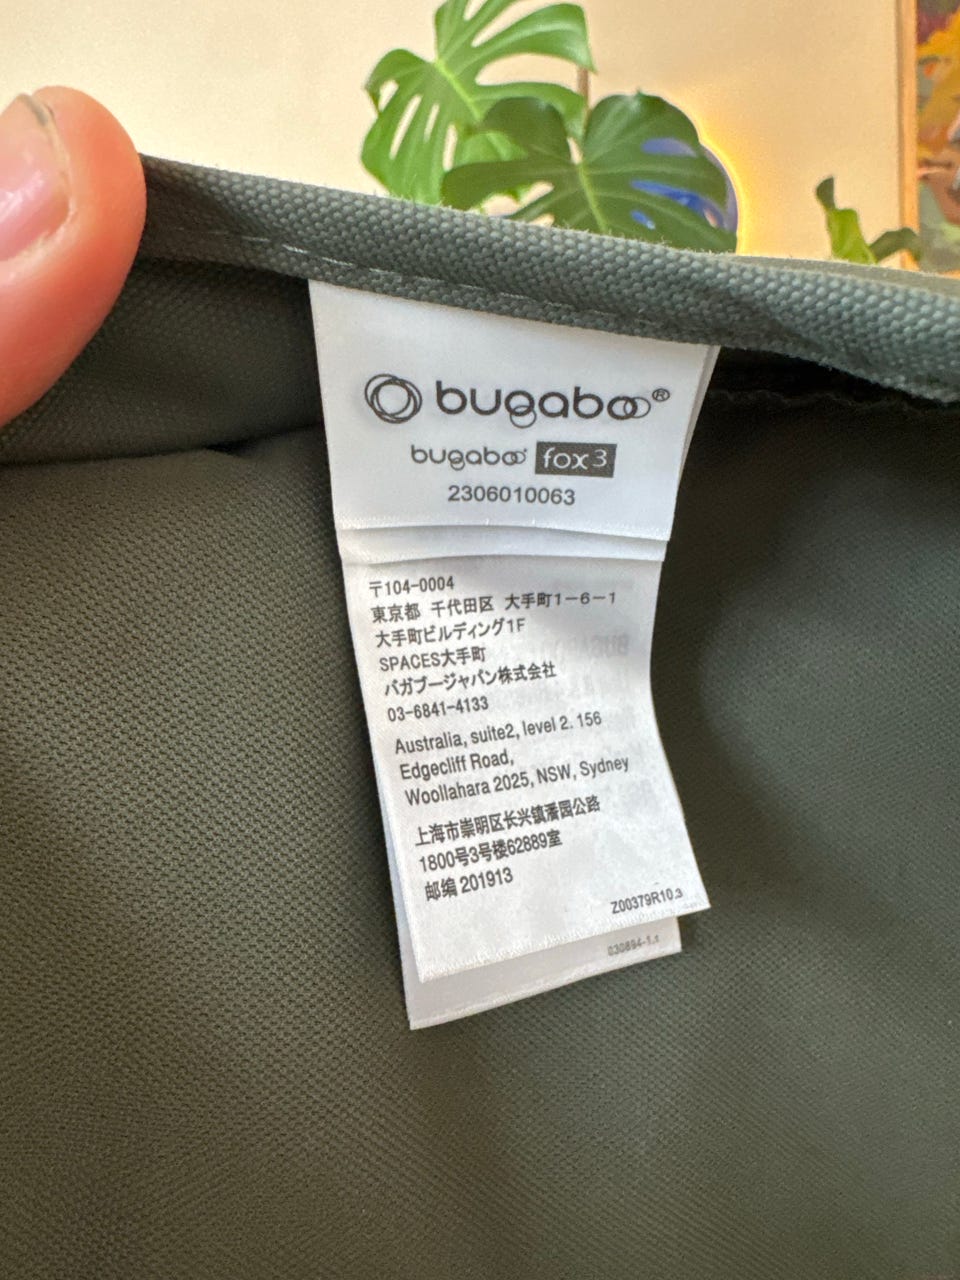 bugaboo®
bugaboo fox3
2306010063
〒104-0004
東京都 千代田区 大手町1-6-1
大手町ビルディング1F
SPACES大手町
バガブージャパン株式会社
03-6841-4133
Australia, suite2, level 2. 156
Edgecliff Road,
Woollahara 2025, NSW, Sydney
上海市崇明区长兴镇潘园公路
1800号3号楼62889室
邮编 201913
Z00379R10.3
030894-1.1